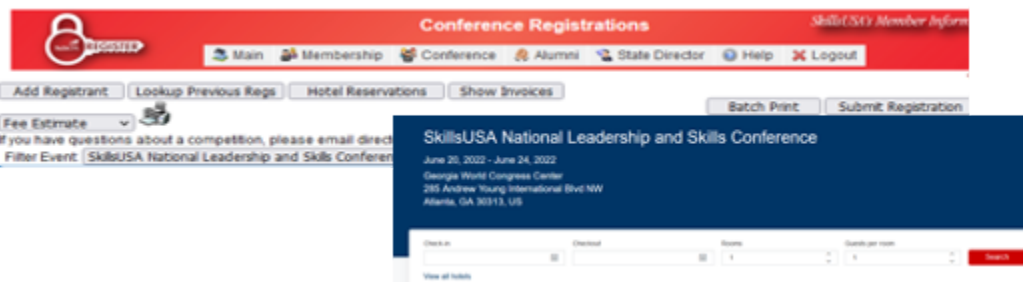 Conference Registrations
SkillsUSA's Member Inform
REGISTER
Main Membership Conference Alumni State Director Help Logout
Add Registrant Lookup Previous Regs Hotel Reservations Show Invoices
Batch Print Submit Registration
Fee Estimate
If you have questions about a competition, please email direct
Filter Event: SkillsUSA National Leadership and Skills Conferen
SkillsUSA National Leadership and Skills Conference
June 20, 2022 - June 24, 2022
Georgia World Congress Center
285 Andrew Young International Blvd NW
Atlanta, GA 30313, US
Check-in Checkout Rooms Guests per room
1 1 Search
View all hotels